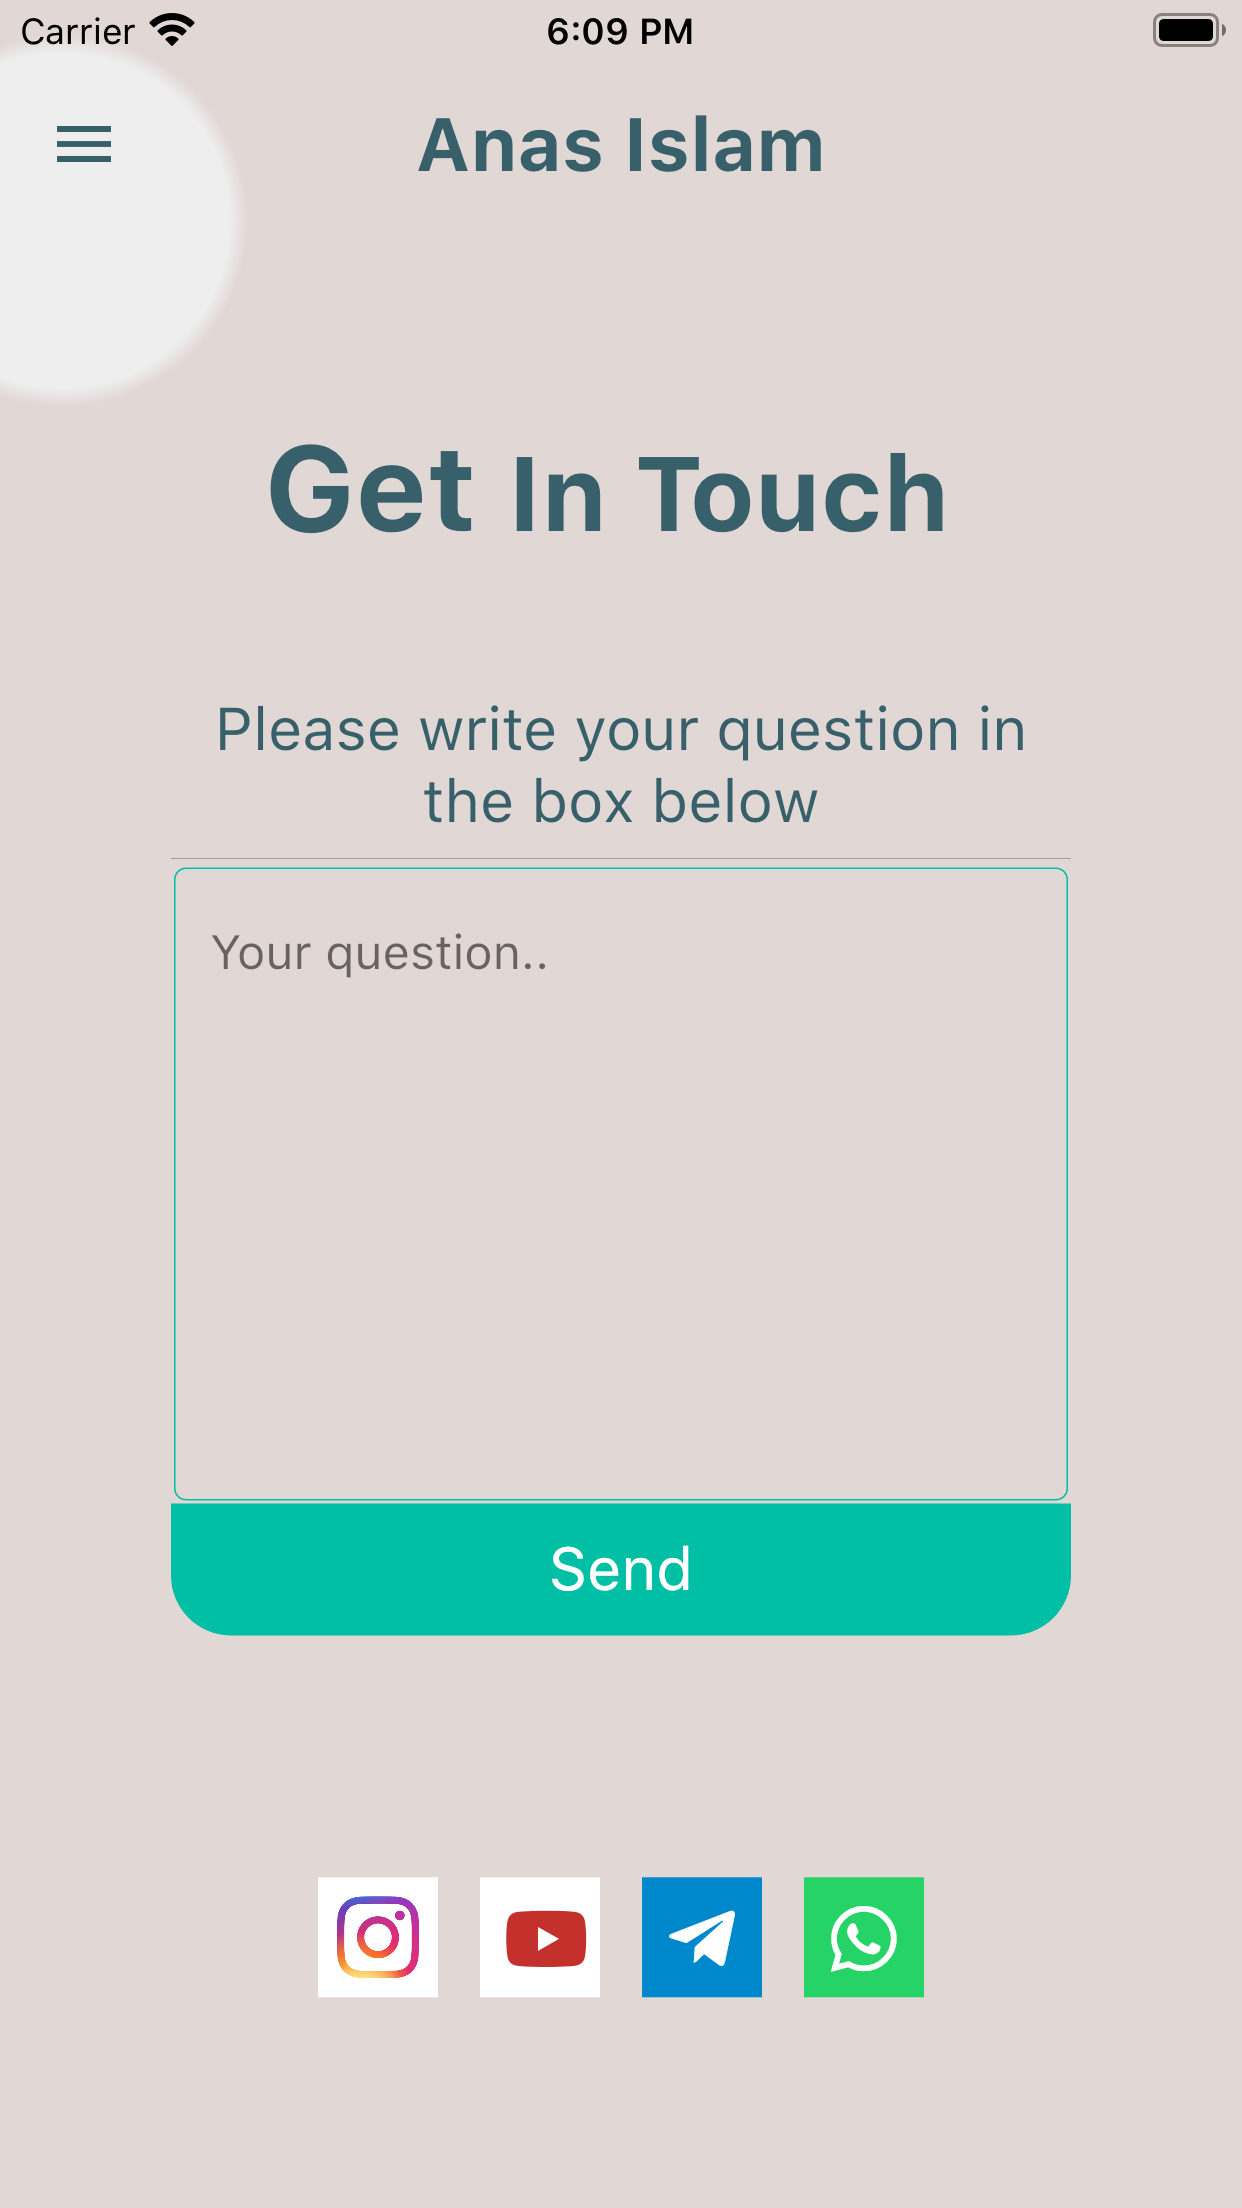 Carrier 6:09 PM
Anas Islam
Get In Touch
Please write your question in
the box below
Your question..
Send